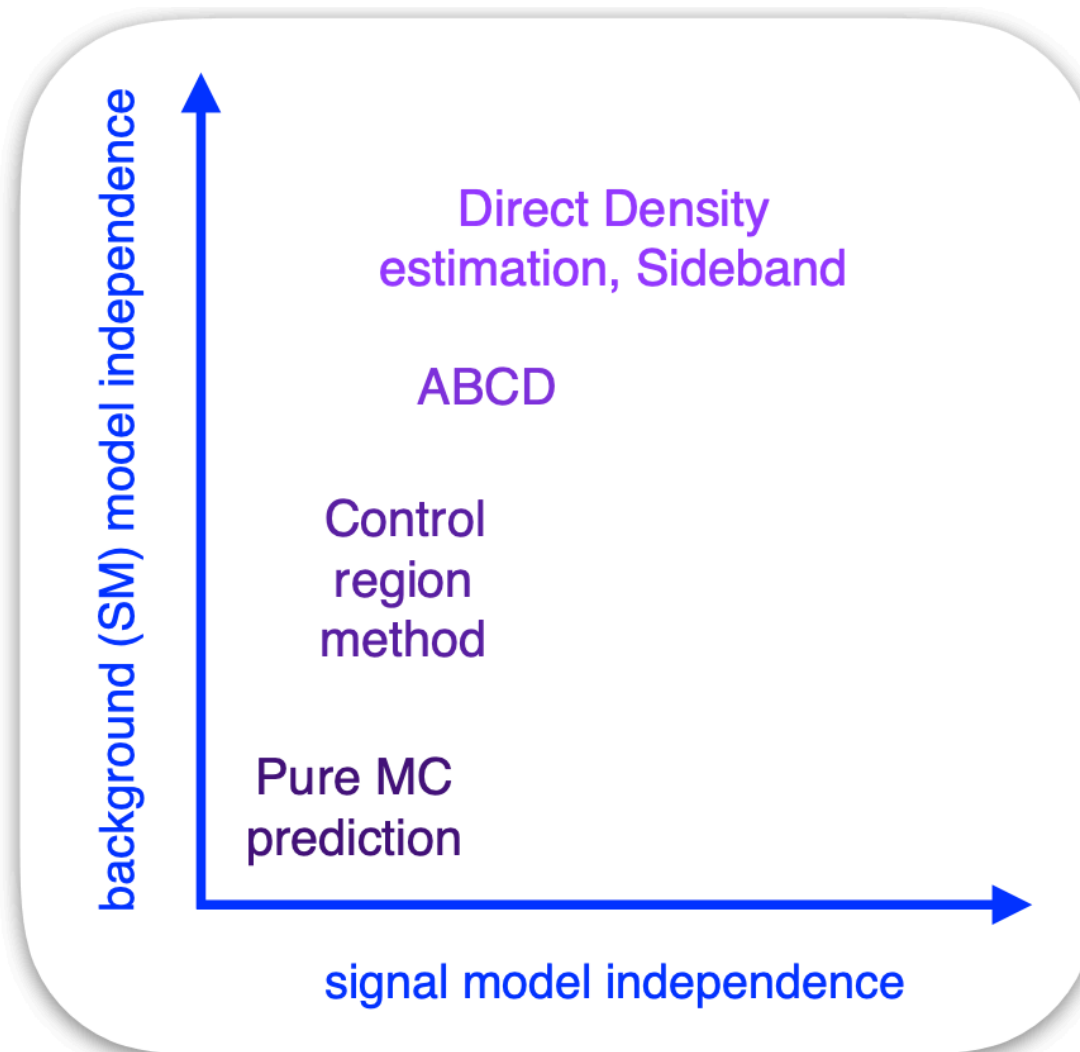 background (SM) model independence
Direct Density
estimation, Sideband
ABCD
Control
region
method
Pure MC
prediction
signal model independence